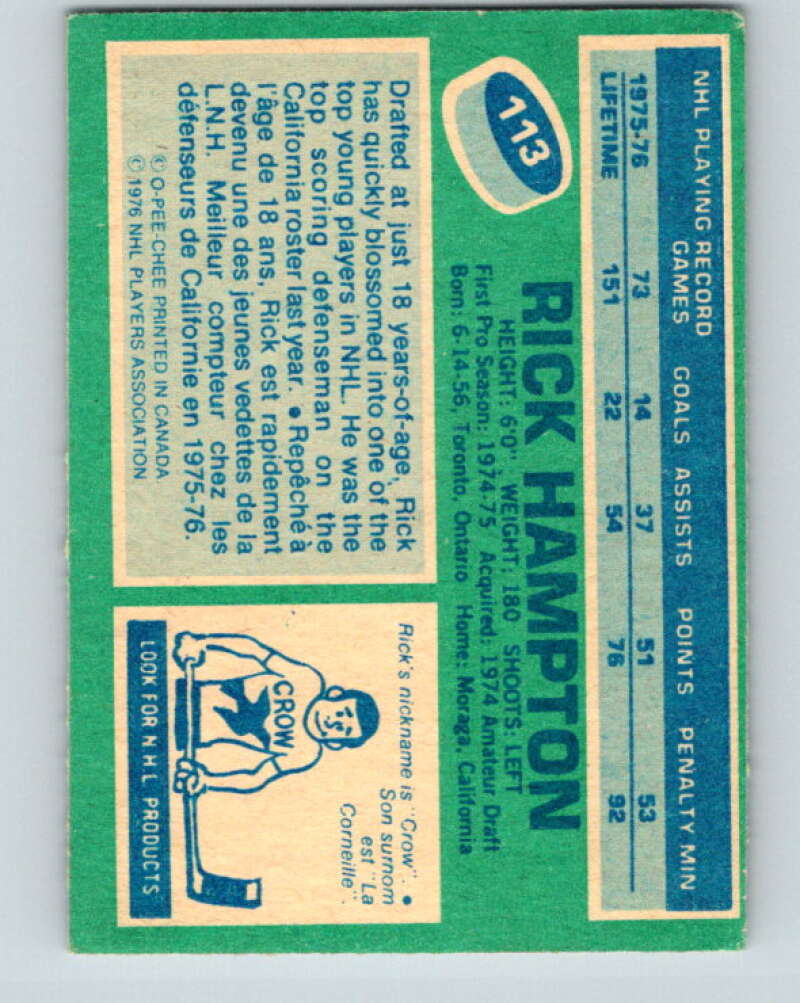 NHL PLAYING RECORD
GAMES GOALS ASSISTS POINTS PENALTY MIN
1975-76 73 14 37 51 53
LIFETIME 151 22 54 76 92
113
RICK HAMPTON
HEIGHT: 6'0" WEIGHT: 180 SHOOTS: LEFT
First Pro Season: 1974-75 Acquired: 1974 Amateur Draft
Born: 6-14-56, Toronto, Ontario Home: Moraga, California
Drafted at just 18 years-of-age, Rick
has quickly blossomed into one of the
top young players in NHL. He was the
top scoring defenseman on the
California roster last year. • Repêché à
l'âge de 18 ans, Rick est rapidement
devenu une des jeunes vedettes de la
L.N.H. Meilleur compteur chez les
défenseurs de Californie en 1975-76.
© O-PEE-CHEE PRINTED IN CANADA
© 1976 NHL PLAYERS ASSOCIATION
Rick's nickname is "Crow". •
Son surnom
est "La
Corneille".
CROW
LOOK FOR NHL PRODUCTS